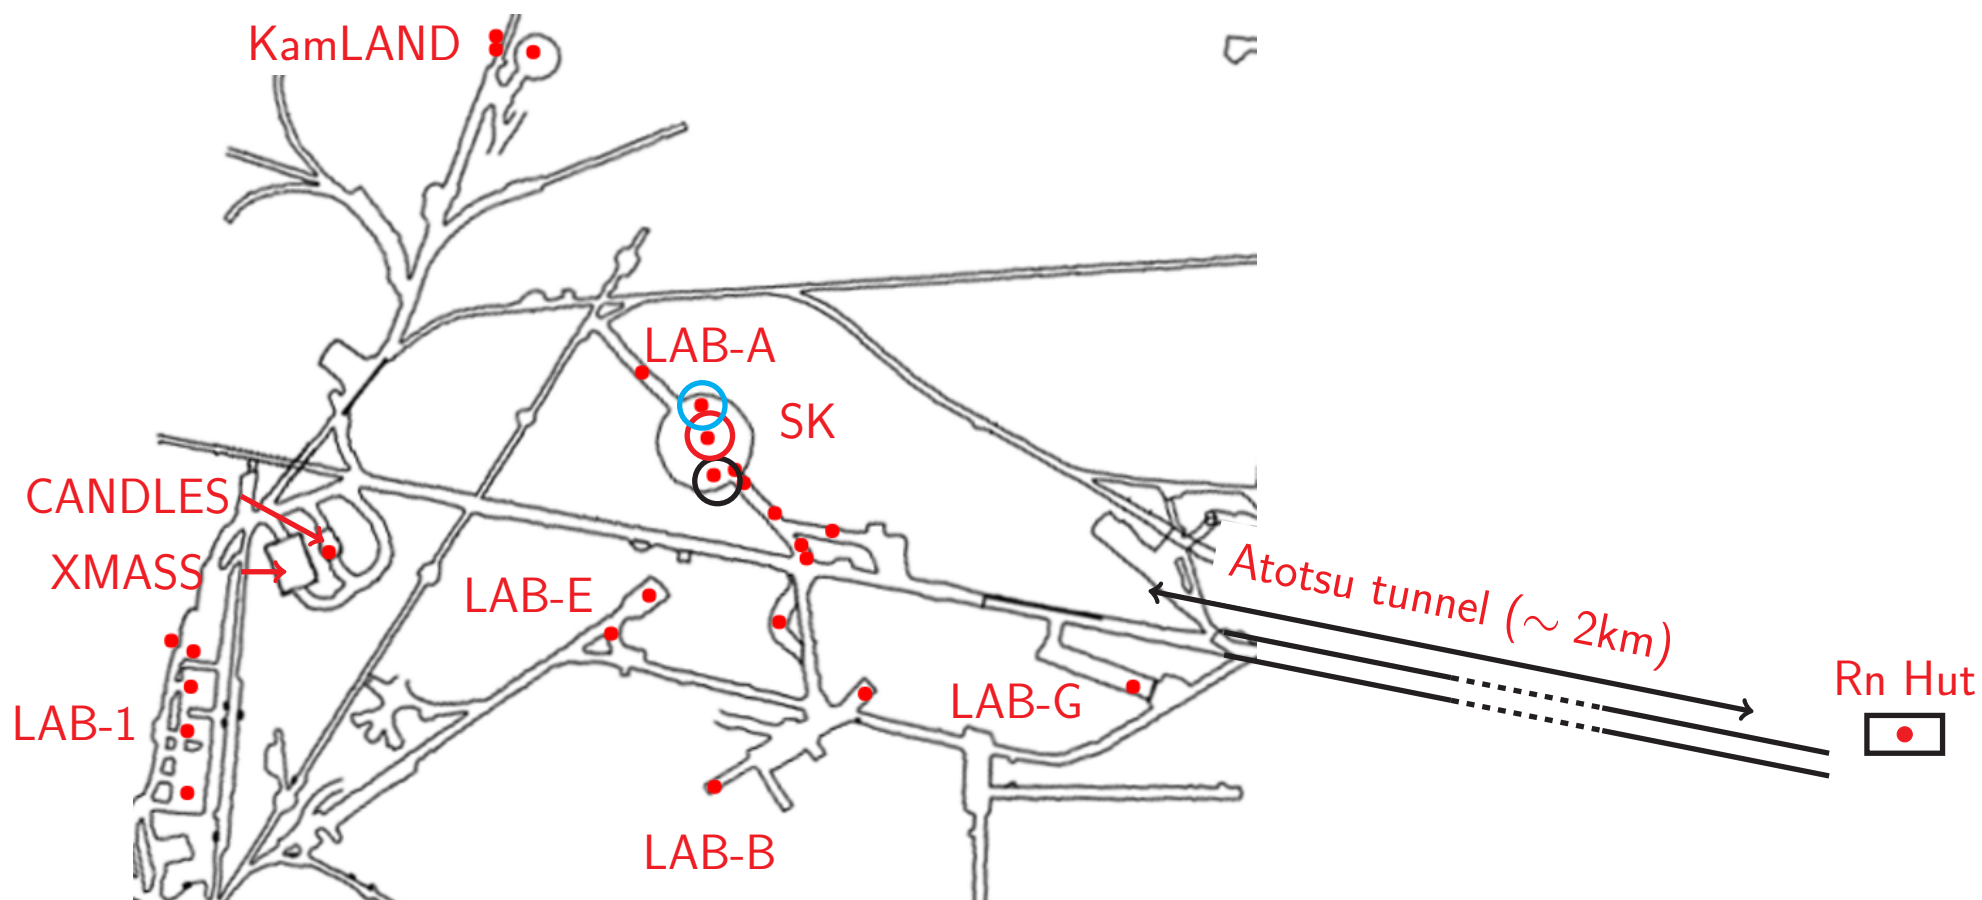 KamLAND
LAB-A
SK
CANDLES
XMASS
LAB-E
Atotsu tunnel (∼ 2km)
Rn Hut
LAB-G
LAB-1
LAB-B